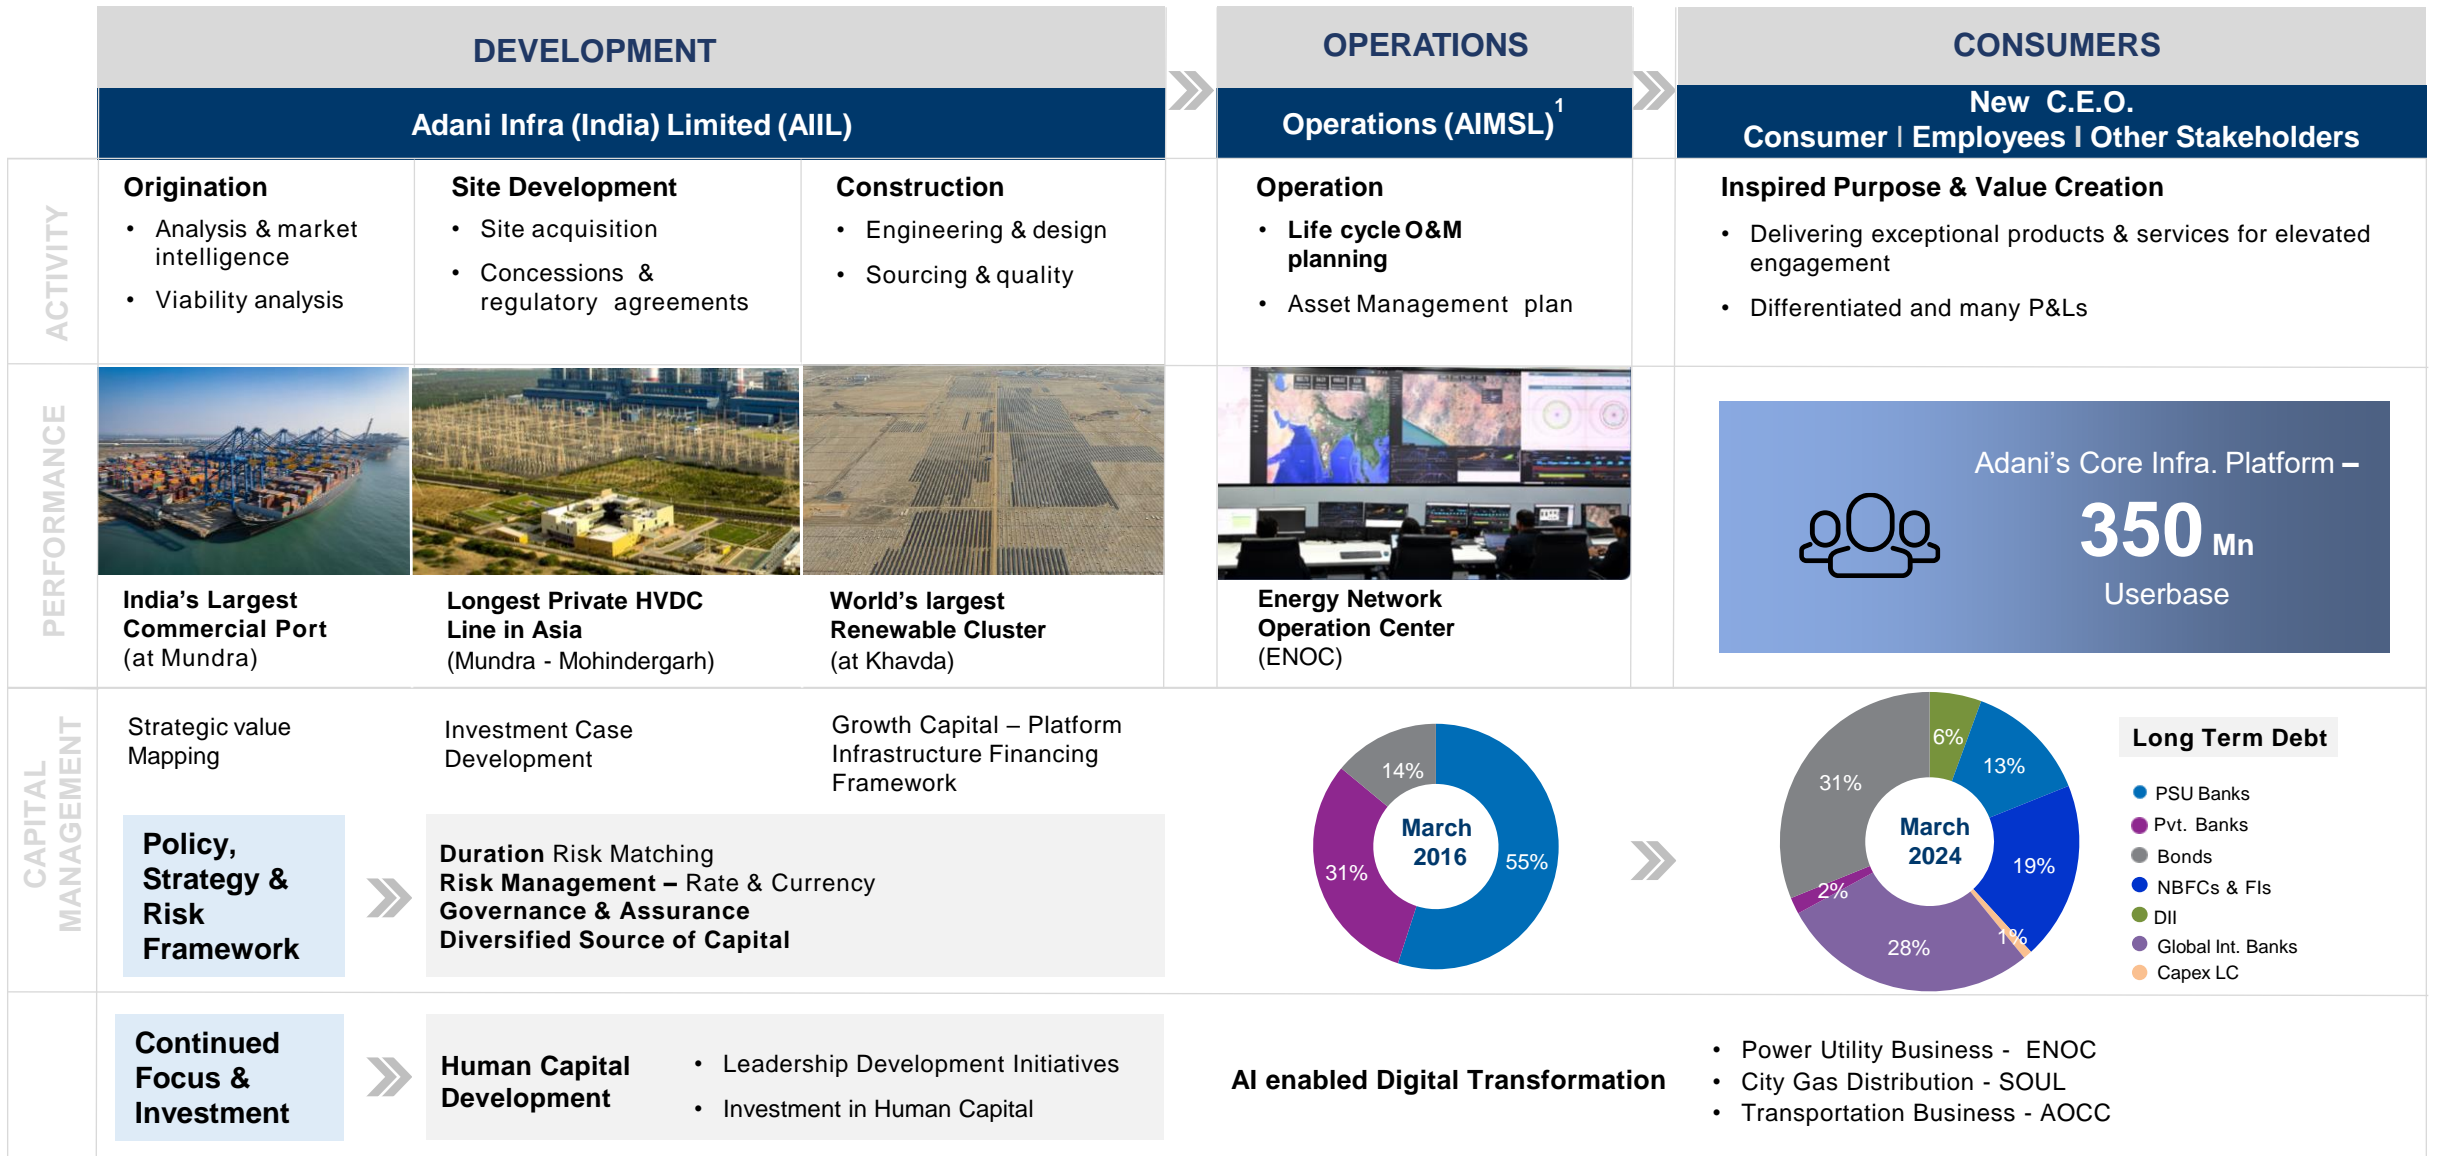 DEVELOPMENT
OPERATIONS
CONSUMERS
Adani Infra (India) Limited (AIIL)
Operations (AIMSL)1
New C.E.O.
Consumer I Employees I Other Stakeholders
ACTIVITY
Origination
• Analysis & market
intelligence
• Viability analysis
Site Development
• Site acquisition
• Concessions &
regulatory agreements
Construction
• Engineering & design
• Sourcing & quality
Operation
• Life cycle O&M
planning
• Asset Management plan
Inspired Purpose & Value Creation
• Delivering exceptional products & services for elevated
engagement
• Differentiated and many P&Ls
PERFORMANCE
India's Largest
Commercial Port
(at Mundra)
Longest Private HVDC
Line in Asia
(Mundra - Mohindergarh)
World's largest
Renewable Cluster
(at Khavda)
Energy Network
Operation Center
(ENOC)
Adani's Core Infra. Platform –
350 Mn
Userbase
CAPITAL
MANAGEMENT
Strategic value
Mapping
Investment Case
Development
Growth Capital – Platform
Infrastructure Financing
Framework
Policy,
Strategy &
Risk
Framework
Duration Risk Matching
Risk Management – Rate & Currency
Governance & Assurance
Diversified Source of Capital
14%
31%
55%
March
2016
6%
13%
31%
19%
2%
1%
28%
March
2024
Long Term Debt
PSU Banks
Pvt. Banks
Bonds
NBFCs & FIs
DII
Global Int. Banks
Capex LC
Continued
Focus &
Investment
Human Capital
Development
• Leadership Development Initiatives
• Investment in Human Capital
AI enabled Digital Transformation
• Power Utility Business - ENOC
• City Gas Distribution - SOUL
• Transportation Business - AOCC